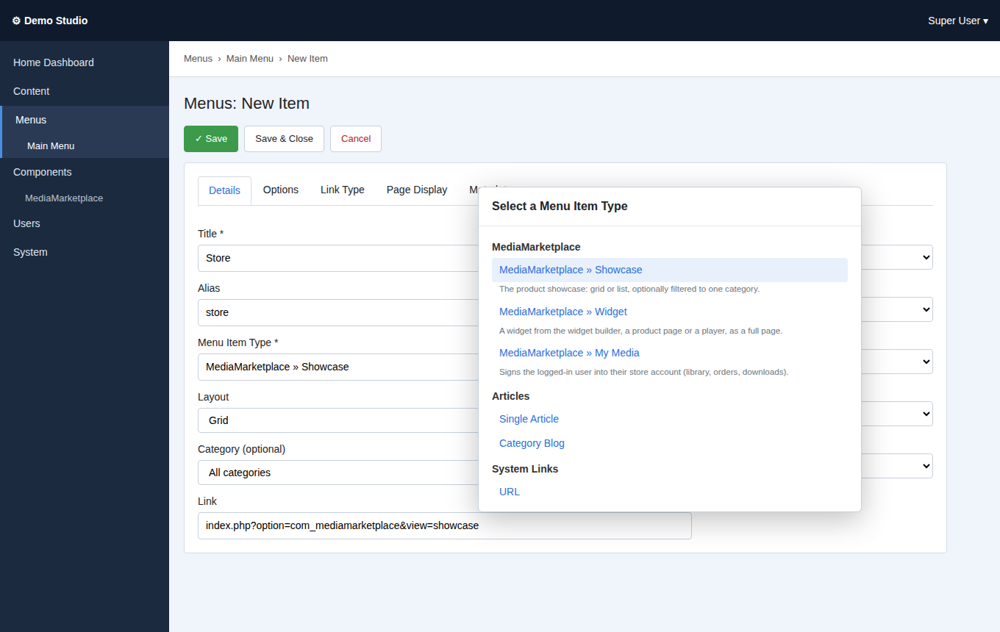 ⚙ Demo Studio
Super User ▾
Home Dashboard
Content
Menus
Main Menu
Components
MediaMarketplace
Users
System
Menus › Main Menu › New Item
Menus: New Item
✓ Save
Save & Close
Cancel
Details
Options
Link Type
Page Display
Title *
Store
Alias
store
Menu Item Type *
MediaMarketplace » Showcase
Layout
Grid
Category (optional)
All categories
Link
index.php?option=com_mediamarketplace&view=showcase
Select a Menu Item Type
MediaMarketplace
MediaMarketplace » Showcase
The product showcase: grid or list, optionally filtered to one category.
MediaMarketplace » Widget
A widget from the widget builder, a product page or a player, as a full page.
MediaMarketplace » My Media
Signs the logged-in user into their store account (library, orders, downloads).
Articles
Single Article
Category Blog
System Links
URL